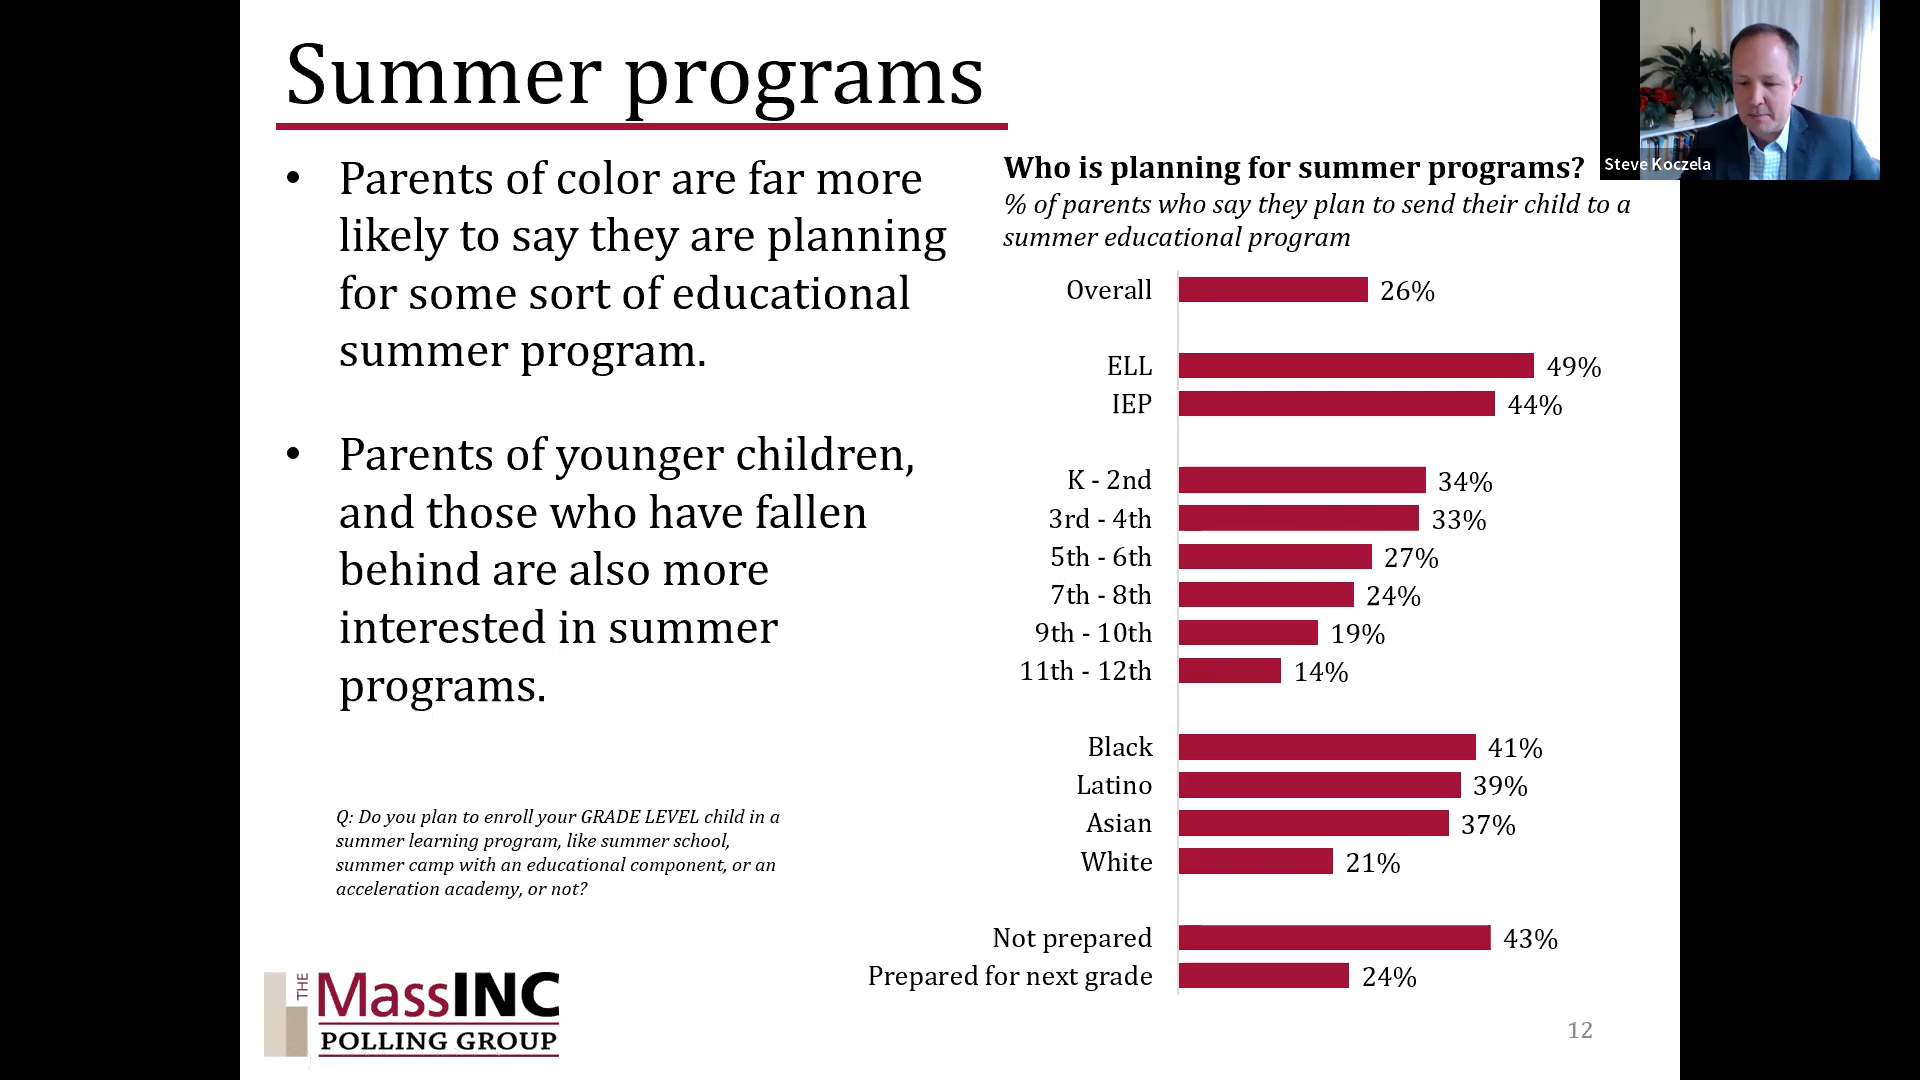 Summer programs
• Parents of color are far more
likely to say they are planning
for some sort of educational
summer program.
• Parents of younger children,
and those who have fallen
behind are also more
interested in summer
programs.
Q: Do you plan to enroll your GRADE LEVEL child in a
summer learning program, like summer school,
summer camp with an educational component, or an
acceleration academy, or not?
THE
MassINC
POLLING GROUP
Who is planning for summer programs?
% of parents who say they plan to send their child to a
summer educational program
Overall 26%
ELL 49%
IEP 44%
K - 2nd 34%
3rd - 4th 33%
5th - 6th 27%
7th - 8th 24%
9th - 10th 19%
11th - 12th 14%
Black 41%
Latino 39%
Asian 37%
White 21%
Not prepared 43%
Prepared for next grade 24%
12
Steve Koczela